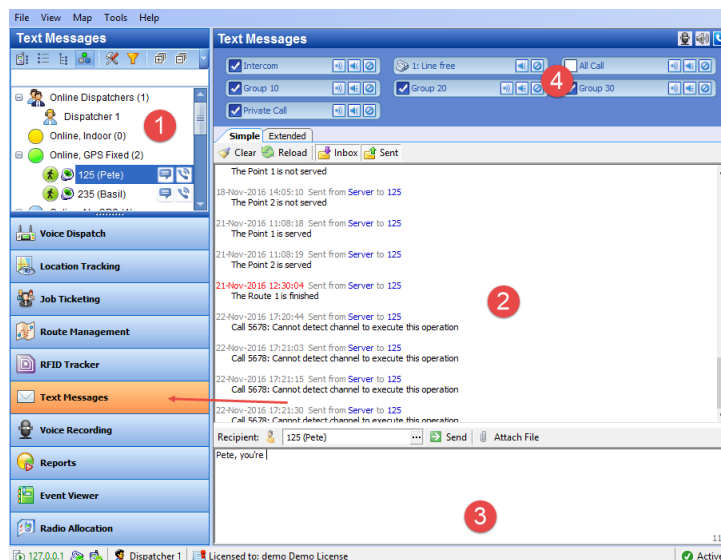 File View Map Tools Help
Text Messages
Online Dispatchers (1)
Dispatcher 1
Online, Indoor (0)
Online, GPS Fixed (2)
125 (Pete)
235 (Basil)
1
Voice Dispatch
Location Tracking
Job Ticketing
Route Management
RFID Tracker
Text Messages
Voice Recording
Reports
Event Viewer
Radio Allocation
Text Messages
Intercom 1: Line free All Call
Group 10 Group 20 Group 30
Private Call
4
Simple Extended
Clear Reload Inbox Sent
The Point 1 is not served
18-Nov-2016 14:05:10 Sent from Server to 125
The Point 2 is not served
21-Nov-2016 11:08:18 Sent from Server to 125
The Point 1 is served
21-Nov-2016 11:08:19 Sent from Server to 125
The Point 2 is served
21-Nov-2016 12:30:04 Sent from Server to 125
The Route 1 is finished
2
22-Nov-2016 17:20:44 Sent from Server to 125
Call 5678: Cannot detect channel to execute this operation
22-Nov-2016 17:21:03 Sent from Server to 125
Call 5678: Cannot detect channel to execute this operation
22-Nov-2016 17:21:15 Sent from Server to 125
Call 5678: Cannot detect channel to execute this operation
22-Nov-2016 17:21:30 Sent from Server to 125
Call 5678: Cannot detect channel to execute this operation
Recipient: 125 (Pete) ... Send Attach File
Pete, you're
3
11
127.0.0.1 Dispatcher 1 Licensed to: demo Demo License Active